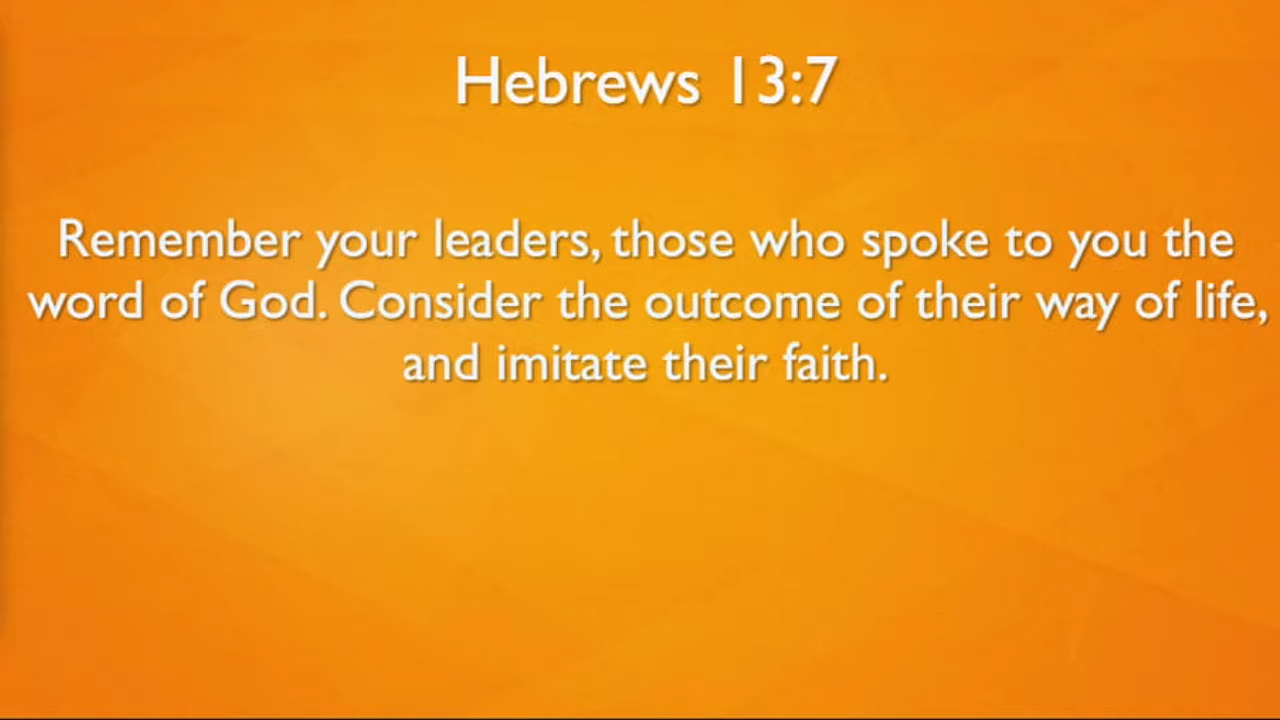 Hebrews 13:7
Remember your leaders, those who spoke to you the
word of God. Consider the outcome of their way of life,
and imitate their faith.